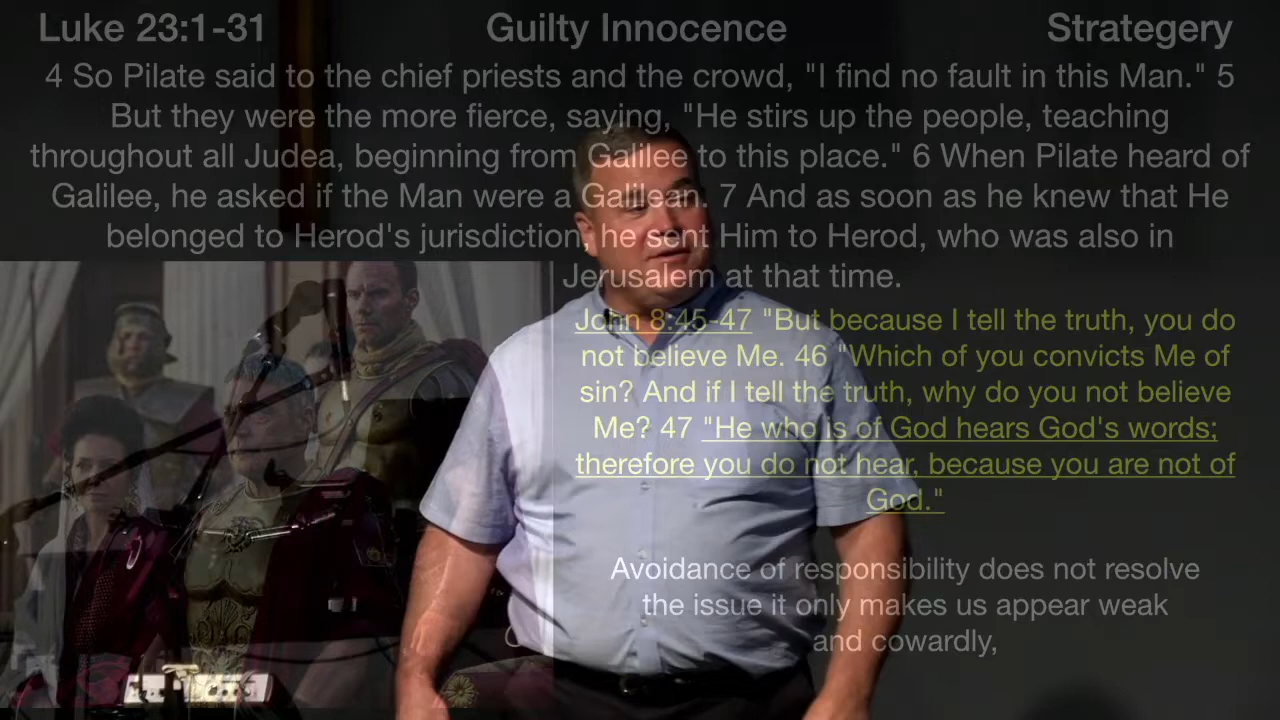 Luke 23:1-31 Guilty Innocence Strategery
4 So Pilate said to the chief priests and the crowd, "I find no fault in this Man." 5
But they were the more fierce, saying, "He stirs up the people, teaching
throughout all Judea, beginning from Galilee to this place." 6 When Pilate heard of
Galilee, he asked if the Man were a Galilean. 7 And as soon as he knew that He
belonged to Herod's jurisdiction, he sent Him to Herod, who was also in
Jerusalem at that time.
John 8:45-47 "But because I tell the truth, you do
not believe Me. 46 "Which of you convicts Me of
sin? And if I tell the truth, why do you not believe
Me? 47 "He who is of God hears God's words;
therefore you do not hear, because you are not of
God."
Avoidance of responsibility does not resolve
the issue it only makes us appear weak
and cowardly,